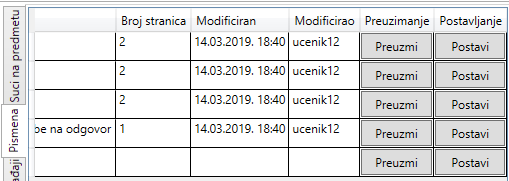 Broj stranica Modificiran Modificirao Preuzimanje Postavljanje
2 14.03.2019. 18:40 ucenik12 Preuzmi Postavi
2 14.03.2019. 18:40 ucenik12 Preuzmi Postavi
2 14.03.2019. 18:40 ucenik12 Preuzmi Postavi
be na odgovor 1 14.03.2019. 18:40 ucenik12 Preuzmi Postavi
Preuzmi Postavi
Suci na predmetu
Pismena
ađaji